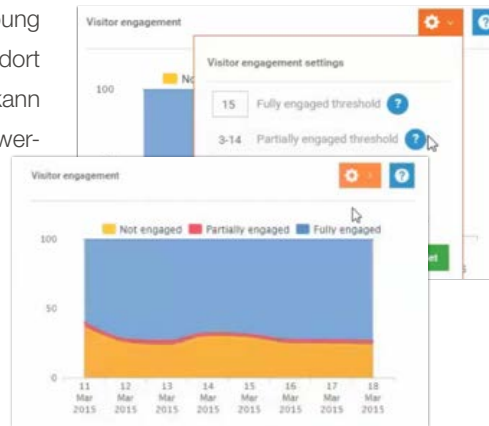 bung
dort
kann
wer-
Visitor engagement
100
Visitor engagement settings
15 Fully engaged threshold ?
3-14 Partially engaged threshold ?
Visitor engagement
Not engaged Partially engaged Fully engaged
100
50
0
11 Mar 2015
12 Mar 2015
13 Mar 2015
14 Mar 2015
15 Mar 2015
16 Mar 2015
17 Mar 2015
18 Mar 2015